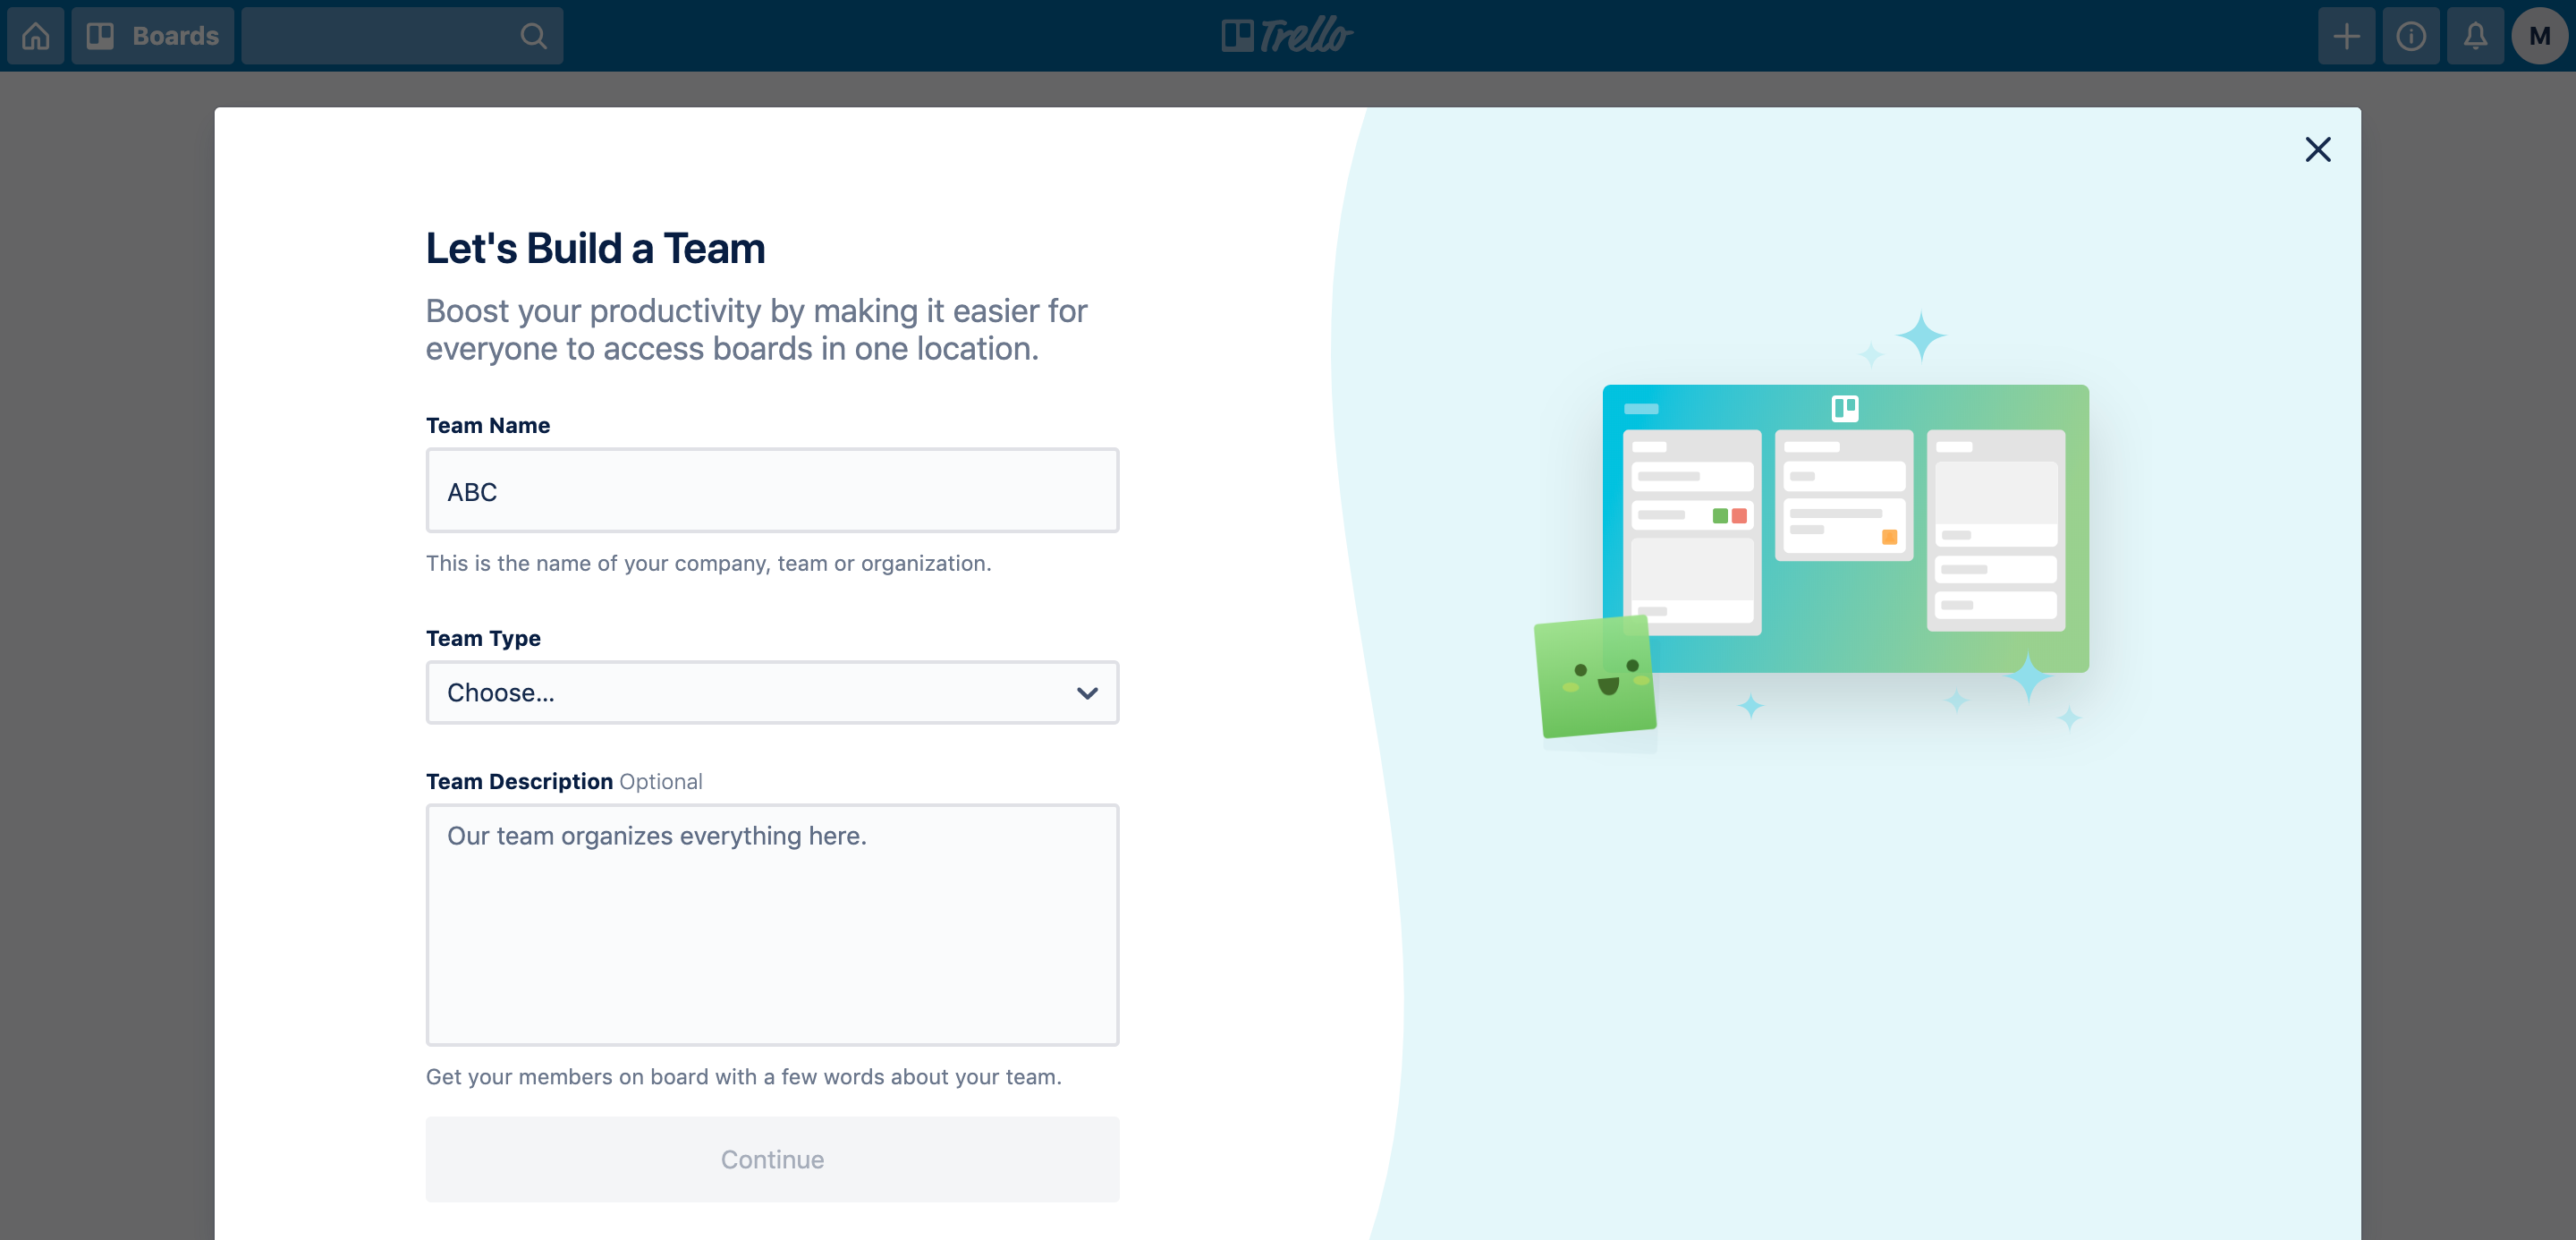 Boards
Trello
M
Let's Build a Team
Boost your productivity by making it easier for
everyone to access boards in one location.
Team Name
ABC
This is the name of your company, team or organization.
Team Type
Choose...
Team Description Optional
Our team organizes everything here.
Get your members on board with a few words about your team.
Continue